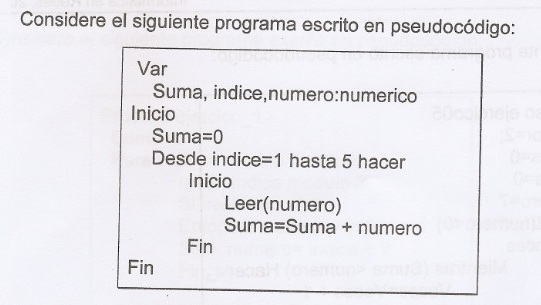 Considere el siguiente programa escrito en pseudocódigo:
Var
Suma, indice,numero:numerico
Inicio
Suma=0
Desde indice=1 hasta 5 hacer
Inicio
Leer(numero)
Suma=Suma + numero
Fin
Fin